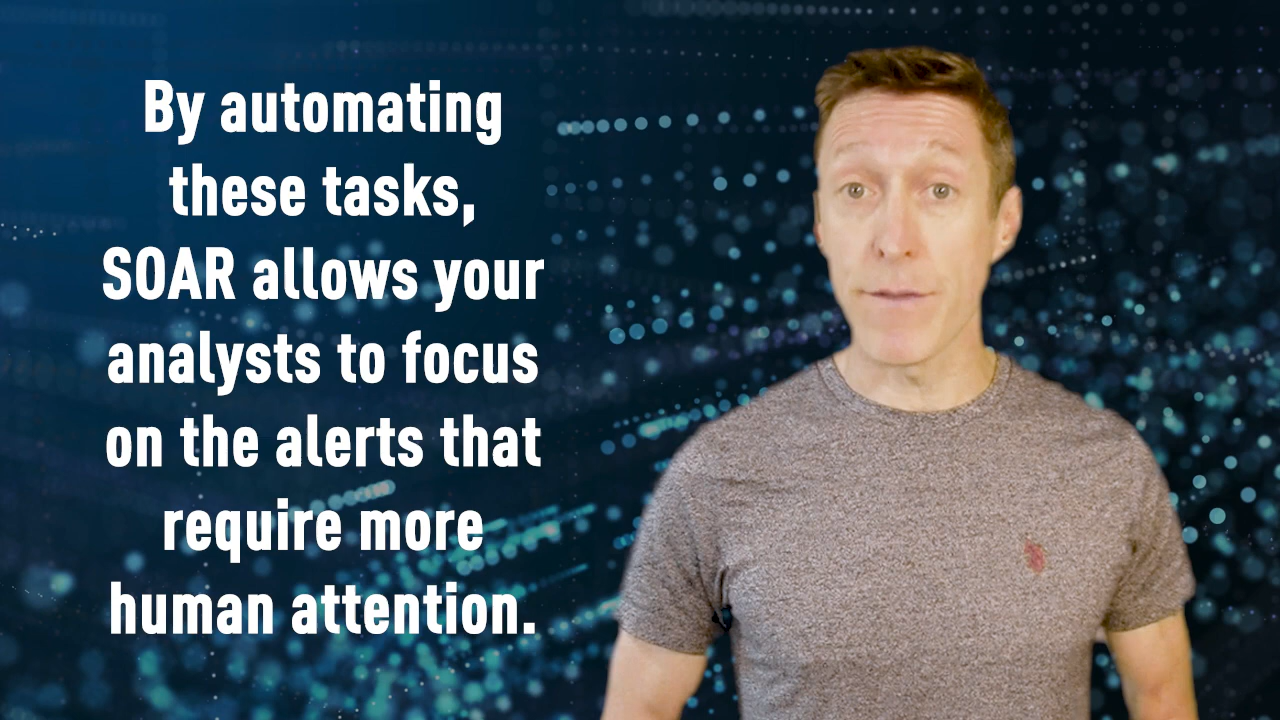 By automating
these tasks,
SOAR allows your
analysts to focus
on the alerts that
require more
human attention.